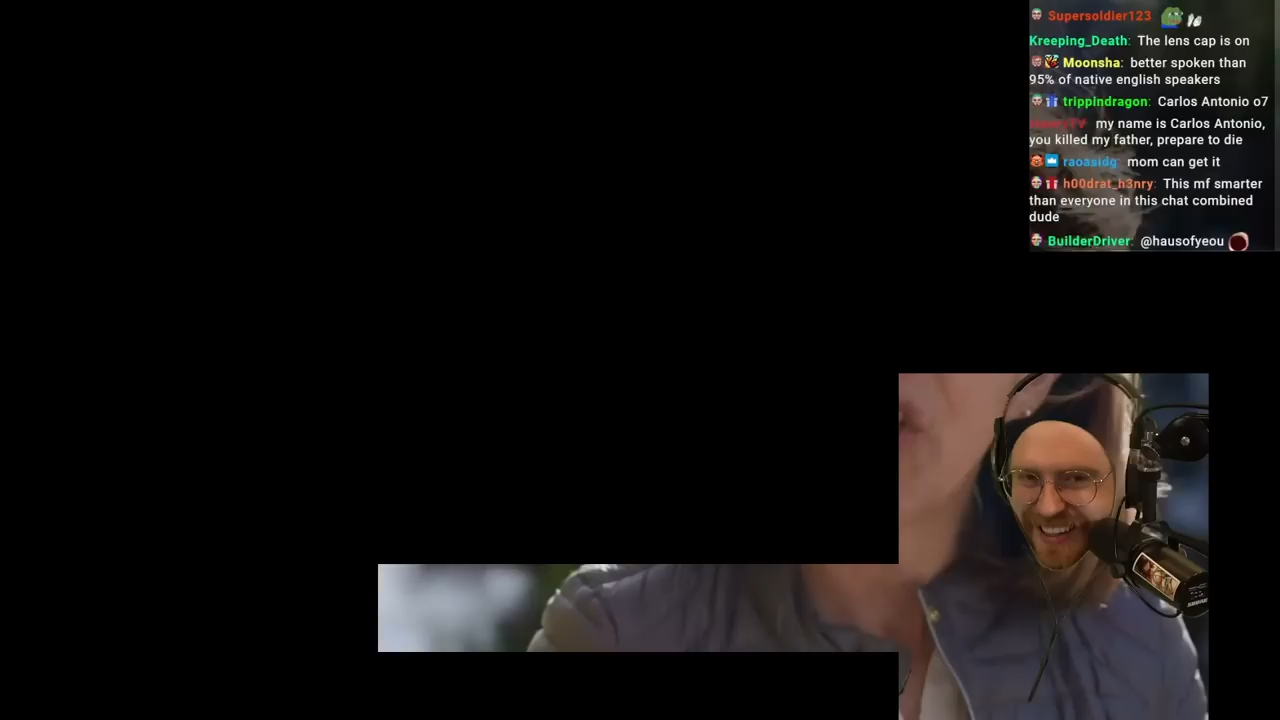 Supersoldier123
Kreeping_Death: The lens cap is on
Moonsha: better spoken than
95% of native english speakers
trippindragon: Carlos Antonio o7
my name is Carlos Antonio,
you killed my father, prepare to die
raoasidg: mom can get it
h00drat_h3nry: This mf smarter
than everyone in this chat combined
dude
BuilderDriver: @hausofyeou